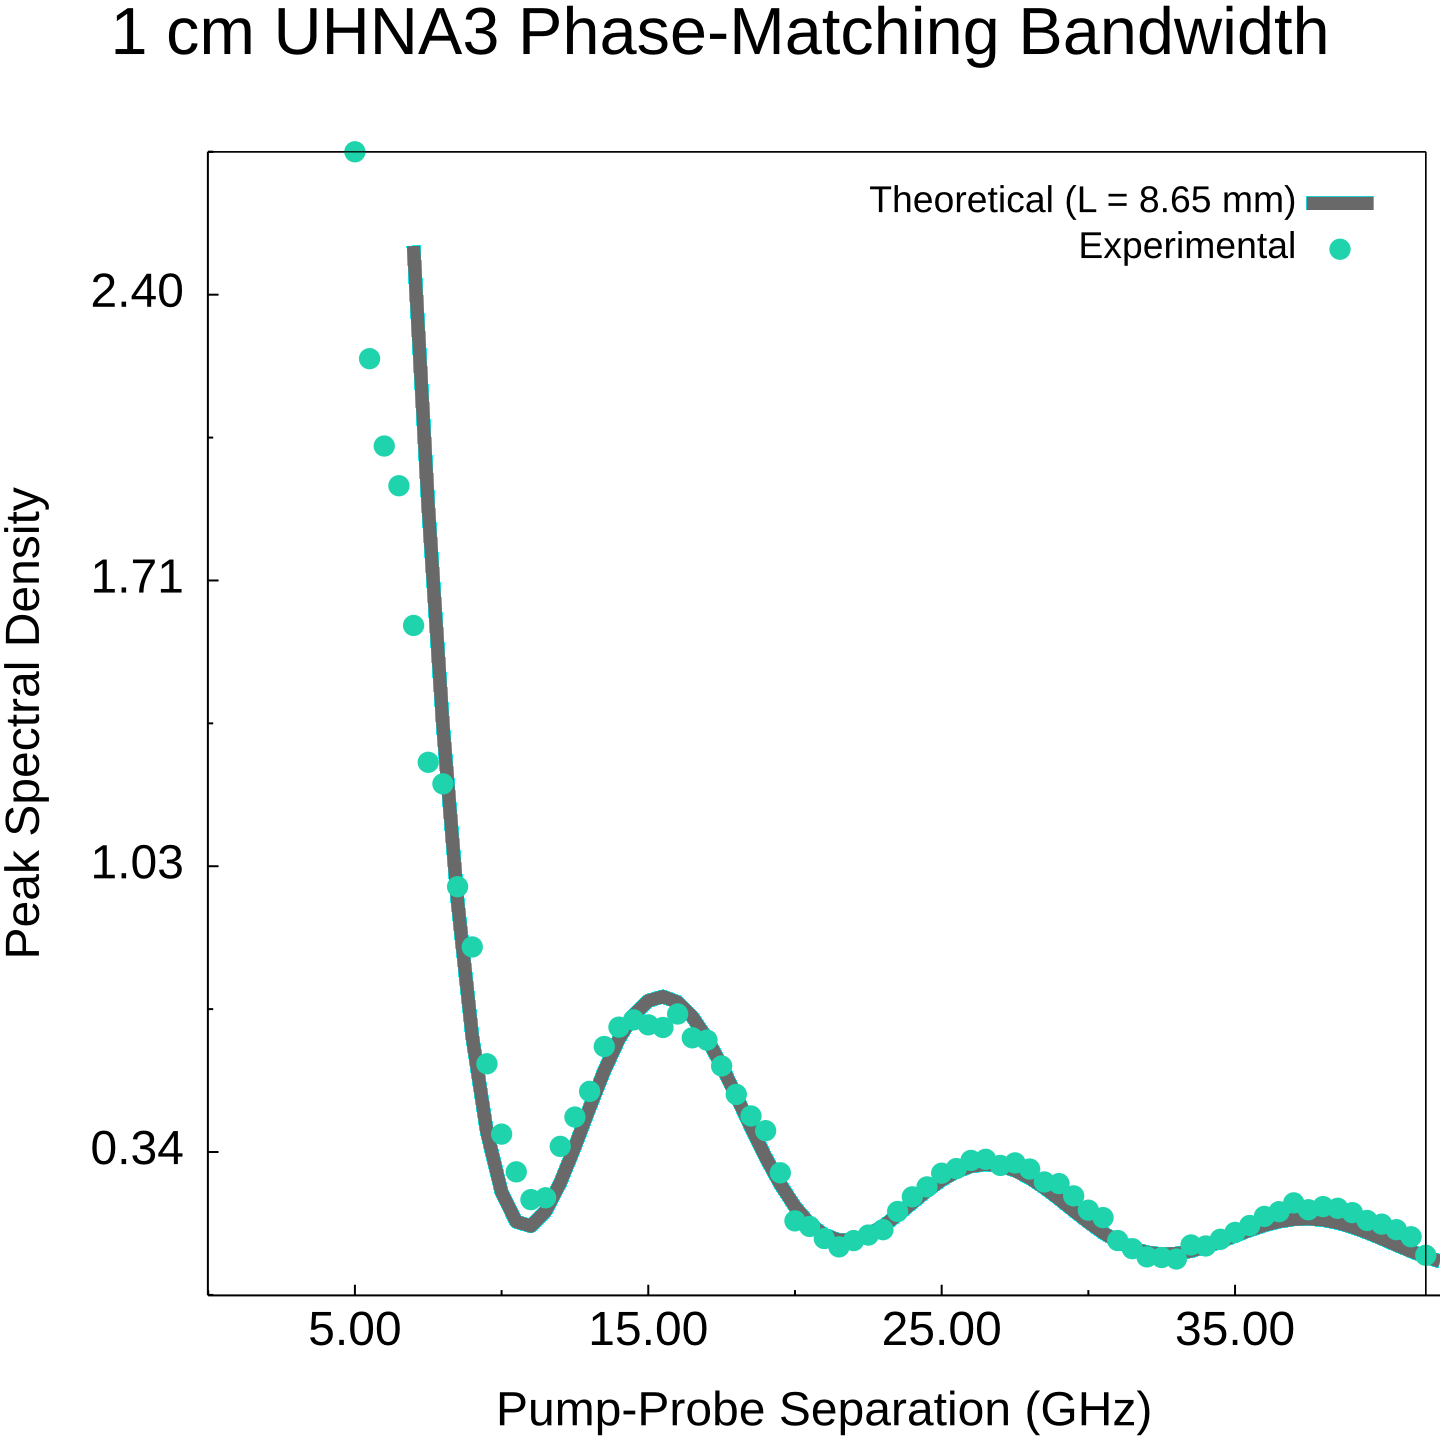 1 cm UHNA3 Phase-Matching Bandwidth
Theoretical (L = 8.65 mm)
Experimental
2.40
1.71
1.03
0.34
Peak Spectral Density
5.00 15.00 25.00 35.00
Pump-Probe Separation (GHz)